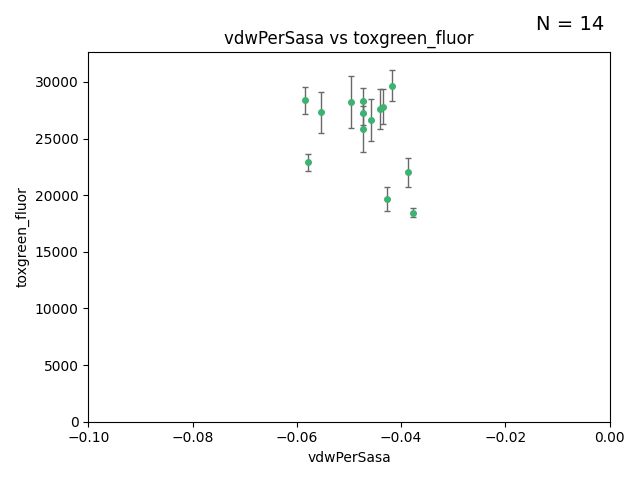 N = 14
vdwPerSasa vs toxgreen_fluor
toxgreen_fluor
30000
25000
20000
15000
10000
5000
0
−0.10 −0.08 −0.06 −0.04 −0.02 0.00
vdwPerSasa